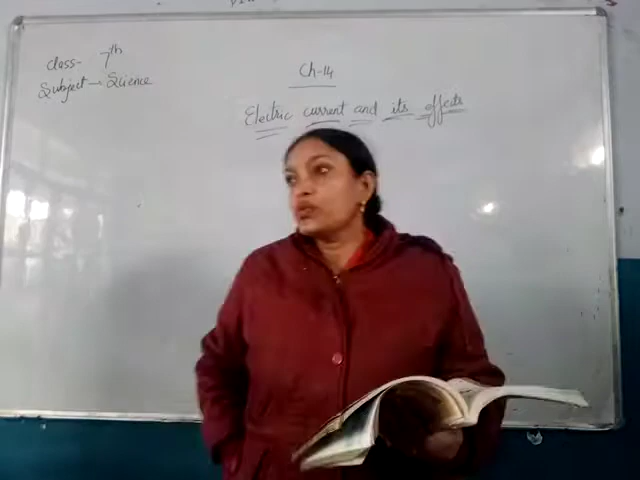 class- 7th
Subject - Science
Ch-14
Electric current and its effects